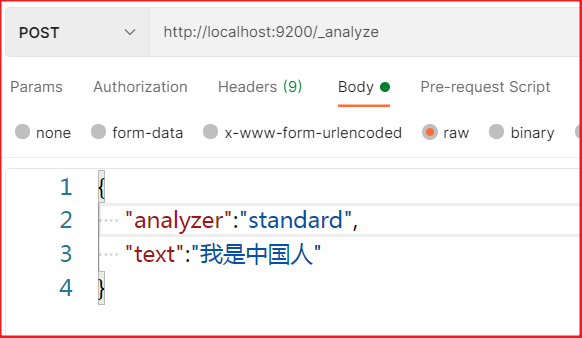 POST http://localhost:9200/_analyze
Params Authorization Headers (9) Body Pre-request Script
none form-data x-www-form-urlencoded raw binary
1 {
2 "analyzer":"standard",
3 "text":"我是中国人"
4 }